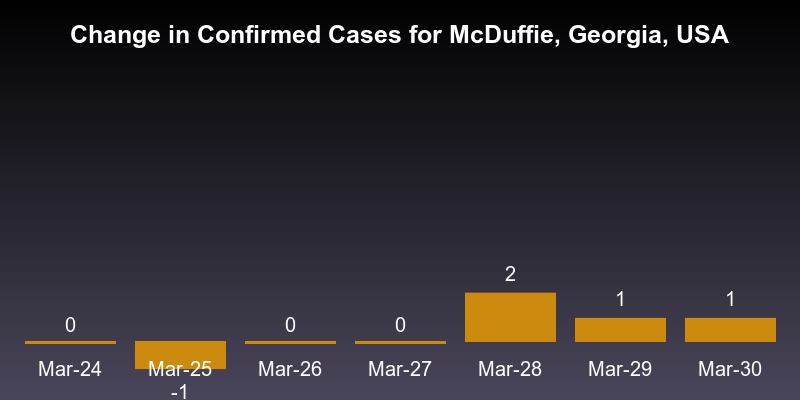 Change in Confirmed Cases for McDuffie, Georgia, USA
2
1 1
0 0 0
Mar-24 Mar-25 Mar-26 Mar-27 Mar-28 Mar-29 Mar-30
-1